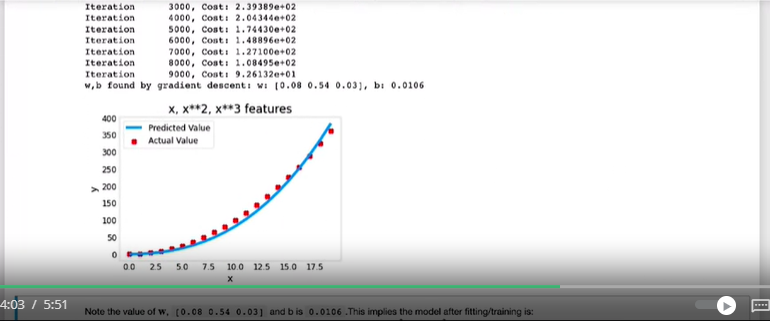 Iteration 3000, Cost: 2.39389e+02
Iteration 4000, Cost: 2.04344e+02
Iteration 5000, Cost: 1.74430e+02
Iteration 6000, Cost: 1.48896e+02
Iteration 7000, Cost: 1.27100e+02
Iteration 8000, Cost: 1.08495e+02
Iteration 9000, Cost: 9.26132e+01
w,b found by gradient descent: w: [0.08 0.54 0.03], b: 0.0106
x, x**2, x**3 features
Predicted Value
Actual Value
400
350
300
250
200
150
100
50
0
y
0.0 2.5 5.0 7.5 10.0 12.5 15.0 17.5
x
4:03 / 5:51
Note the value of w, [0.08 0.54 0.03] and b is 0.0106 .This implies the model after fitting/training is: